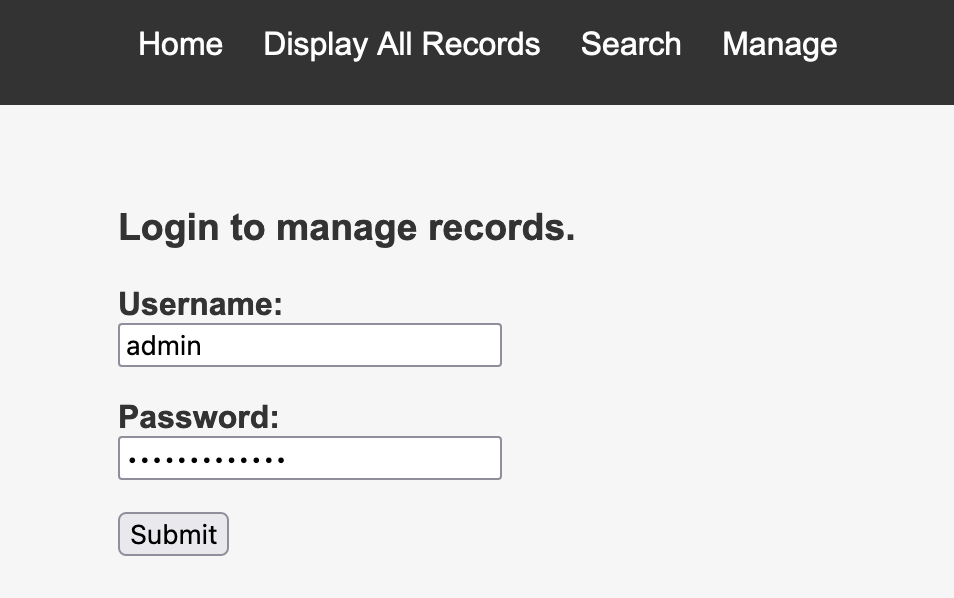 Home Display All Records Search Manage
Login to manage records.
Username:
admin
Password:
•••••••••••••
Submit